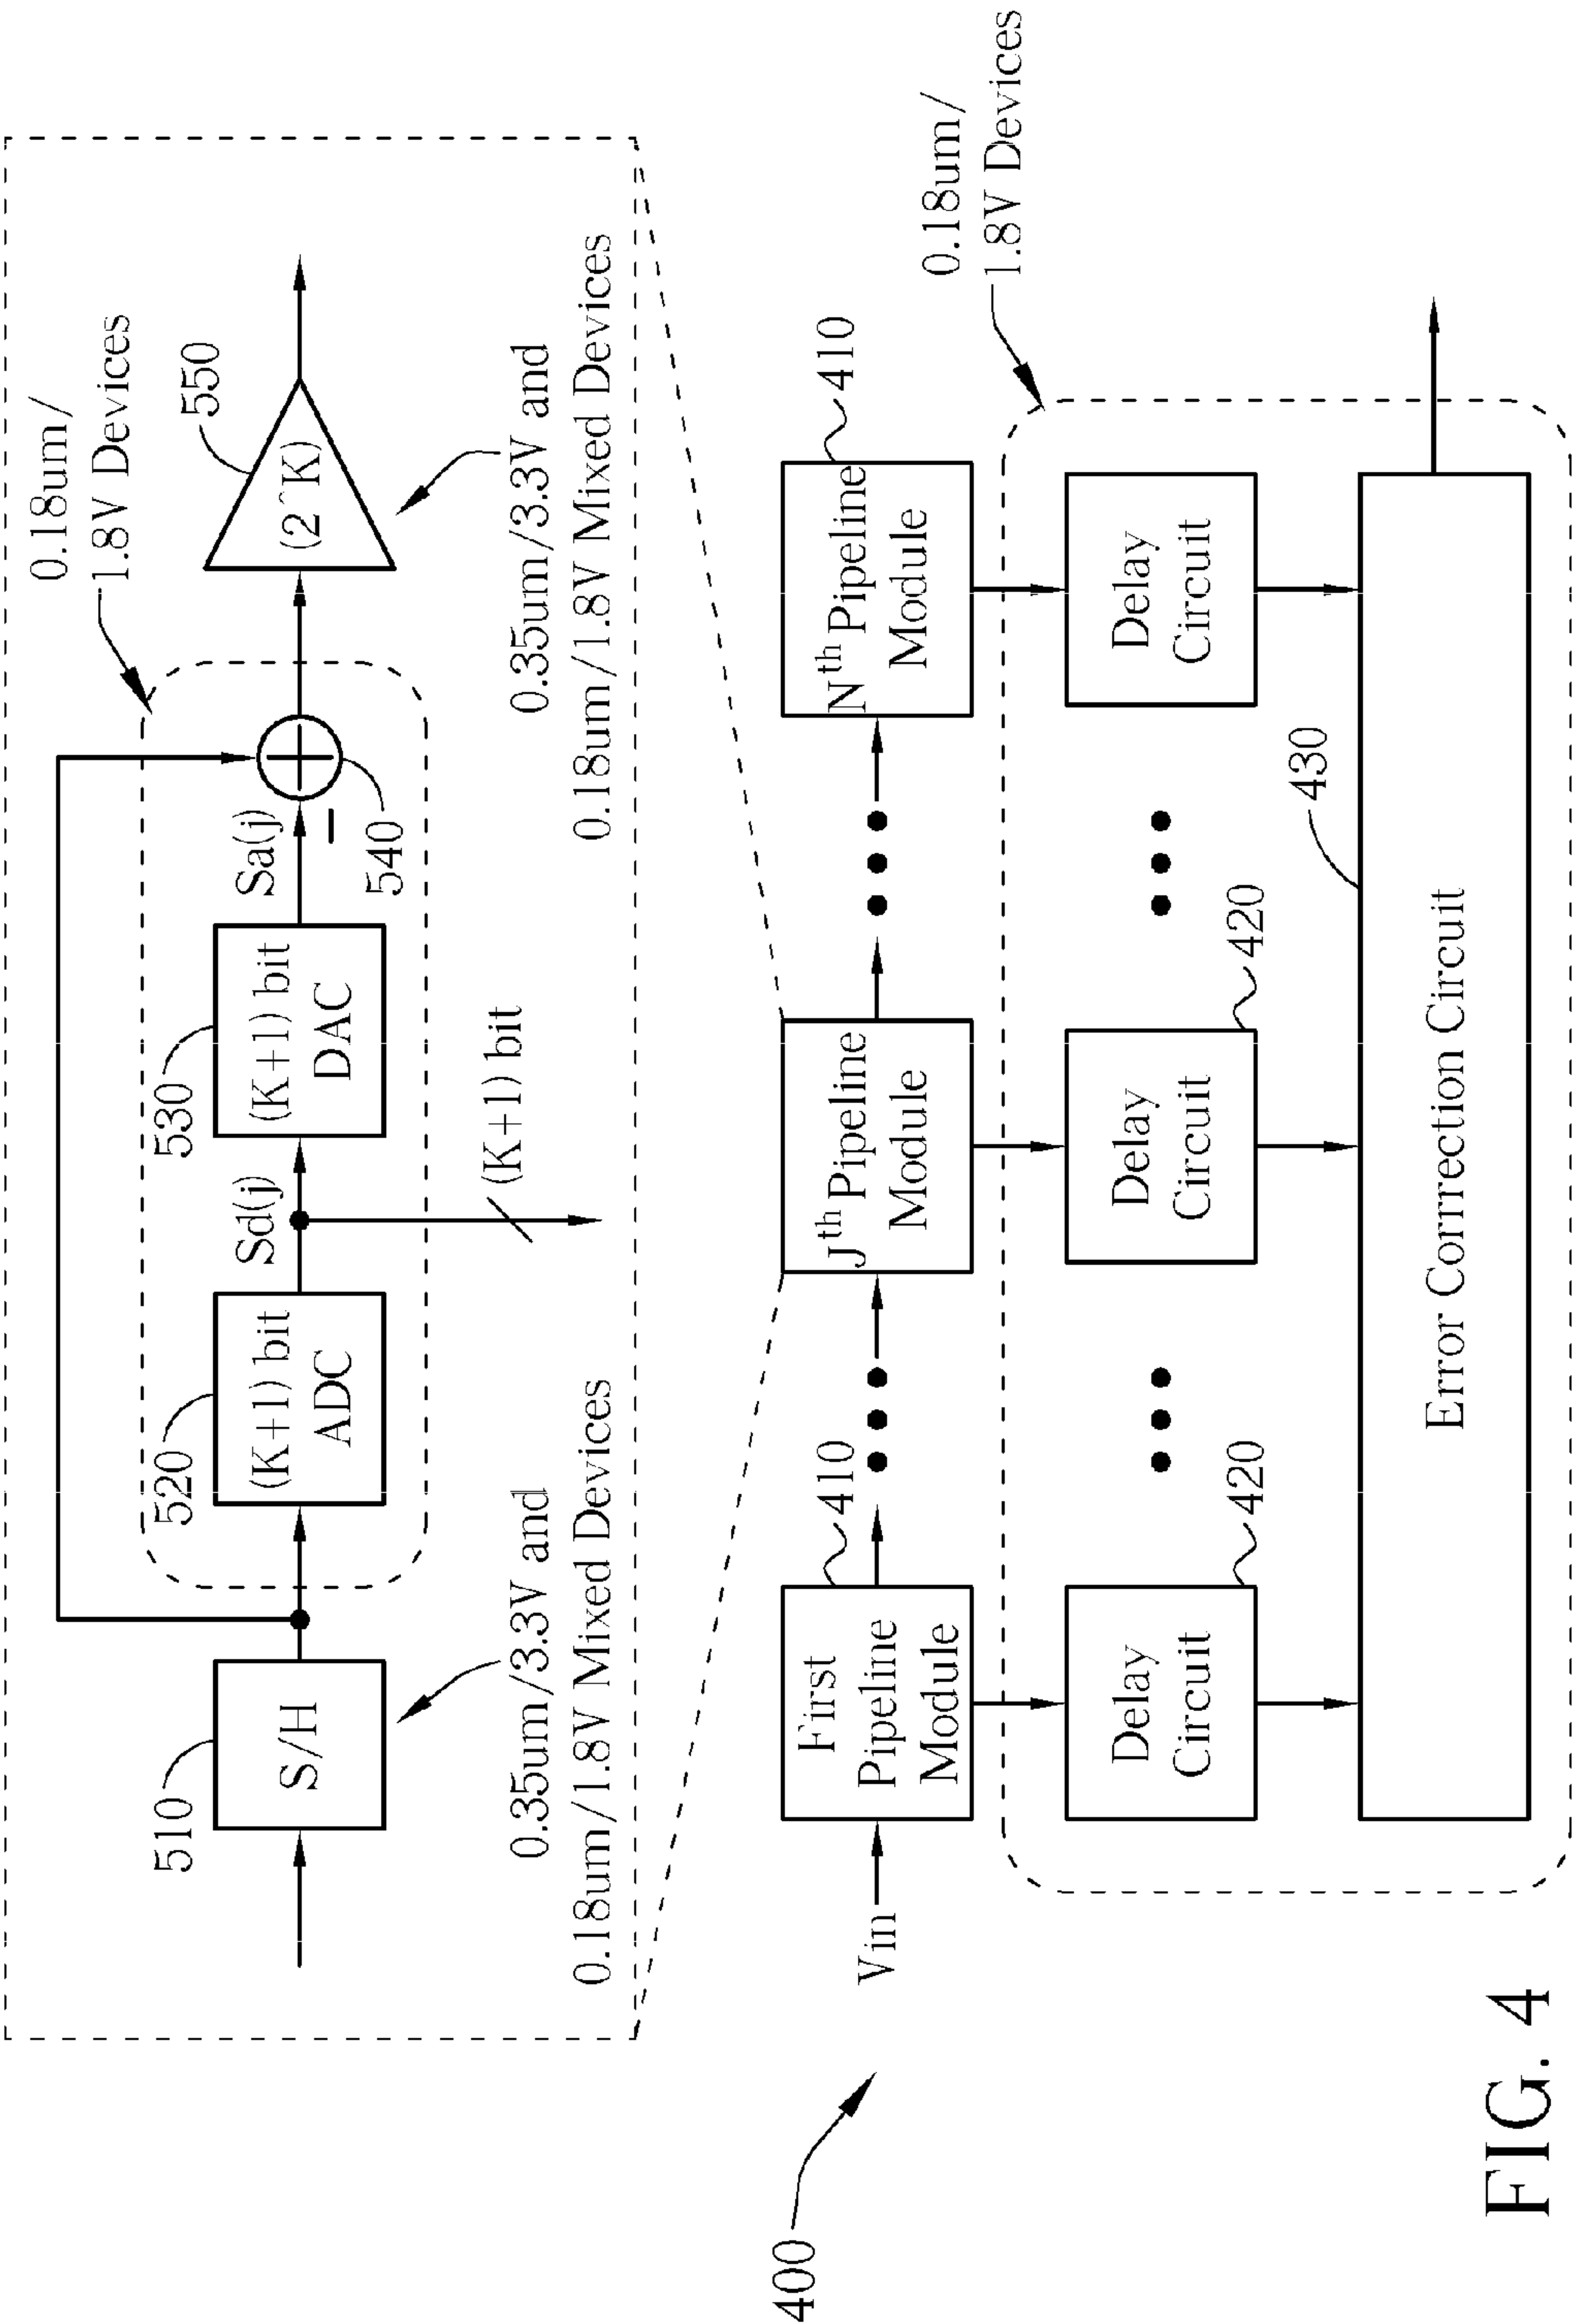 0.18um/
1.8V Devices
510
S/H
520
(K+1) bit
ADC
Sd(j)
530
(K+1) bit
DAC
Sa(j)
−
540
550
(2^K)
(K+1) bit
0.35um/3.3V and
0.18um/1.8V Mixed Devices
0.35um/3.3V and
0.18um/1.8V Mixed Devices
400
Vin
First
Pipeline
Module
410
Jth Pipeline
Module
Nth Pipeline
Module
410
0.18um/
1.8V Devices
Delay
Circuit
420
Delay
Circuit
420
Delay
Circuit
430
Error Correction Circuit
FIG. 4